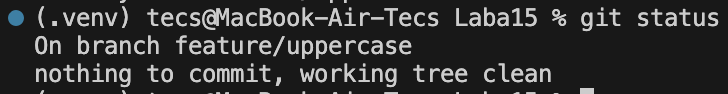 (.venv) tecs@MacBook-Air-Tecs Laba15 % git status
On branch feature/uppercase
nothing to commit, working tree clean